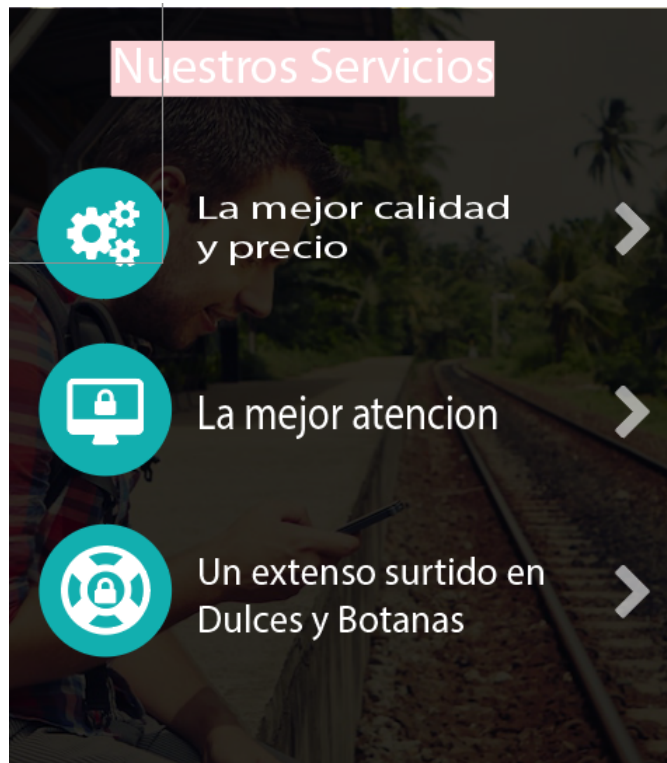 Nuestros Servicios
La mejor calidad
y precio
La mejor atencion
Un extenso surtido en
Dulces y Botanas